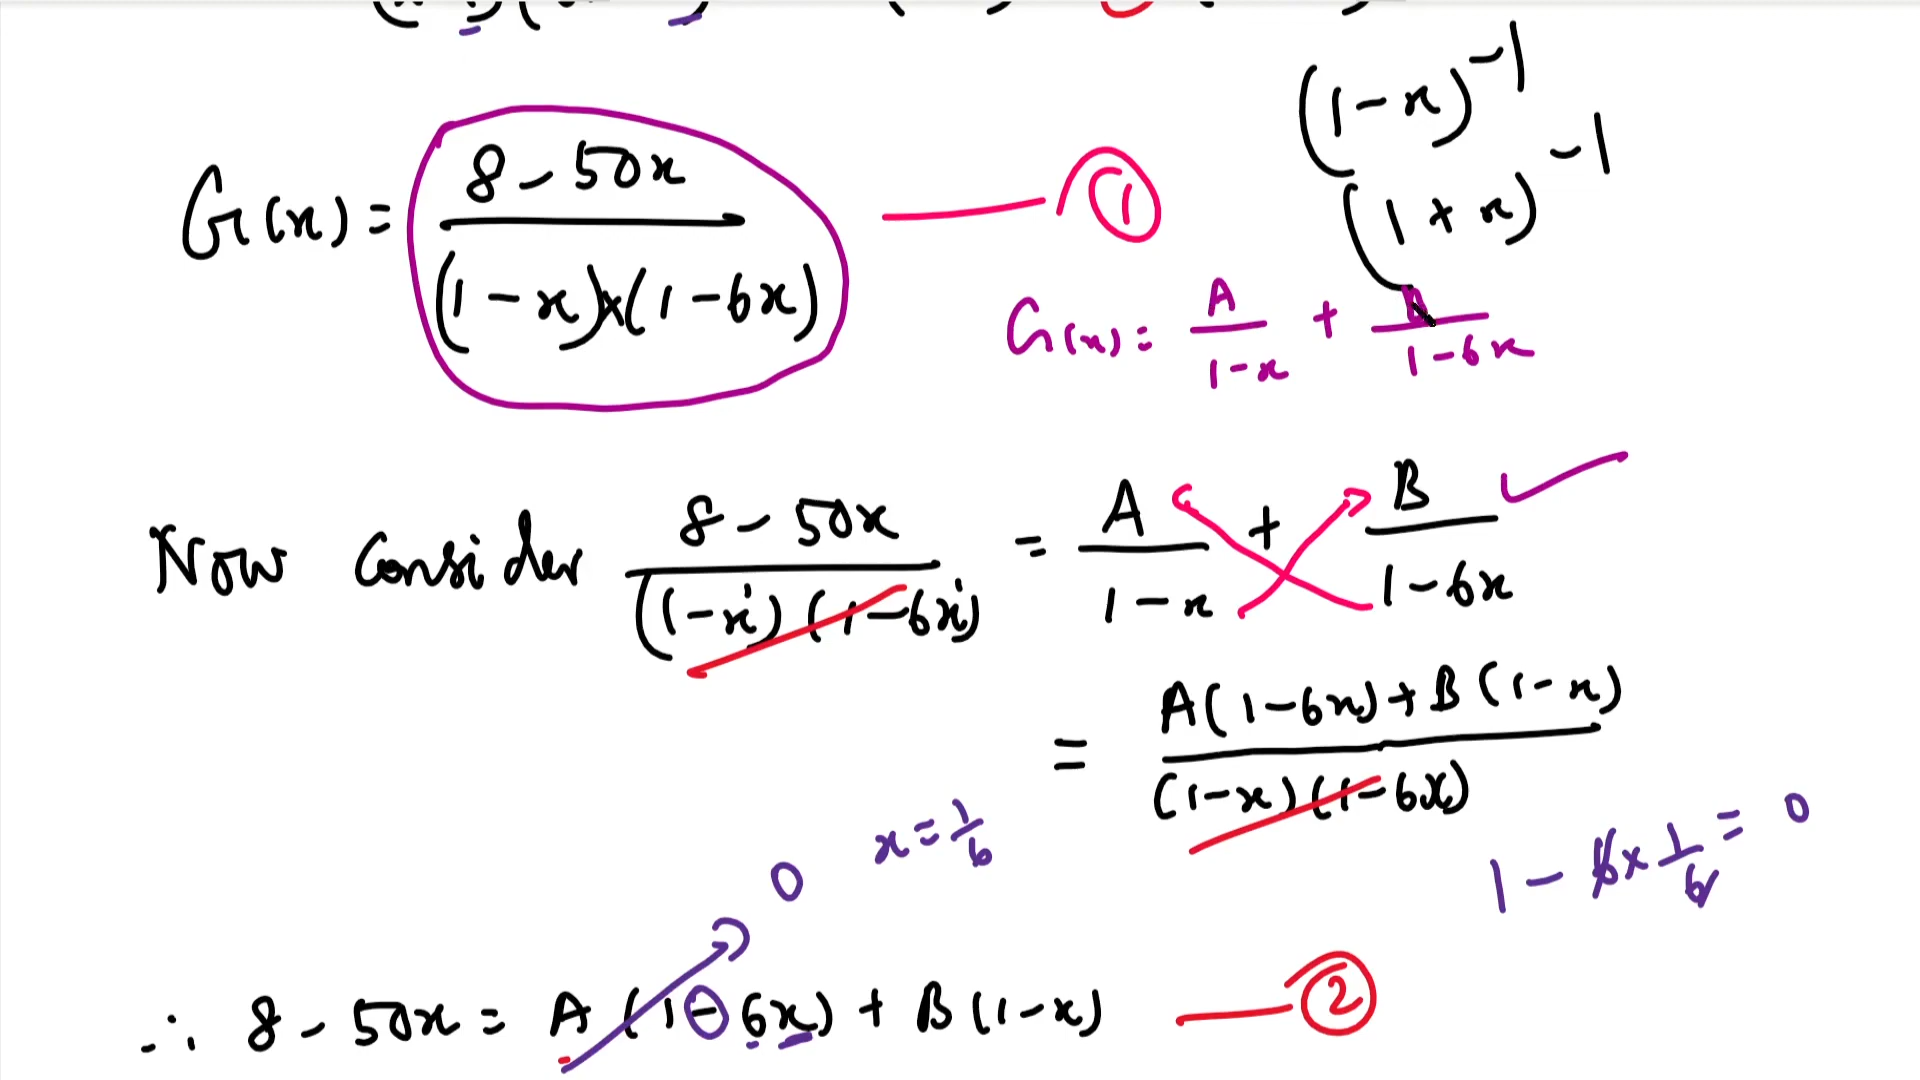 (1-x)^-1
G(x) = 8-50x / (1-x)x(1-6x) — ①
(1+x)^-1
G(x) = A/1-x + B/1-6x
Now Consider 8-50x / (1-x)(1-6x) = A/1-x + B/1-6x
= A(1-6x)+B(1-x) / (1-x)(1-6x)
x = 1/6
1 - 6 x 1/6 = 0
0
∴ 8-50x = A(1-6x) + B(1-x) — ②